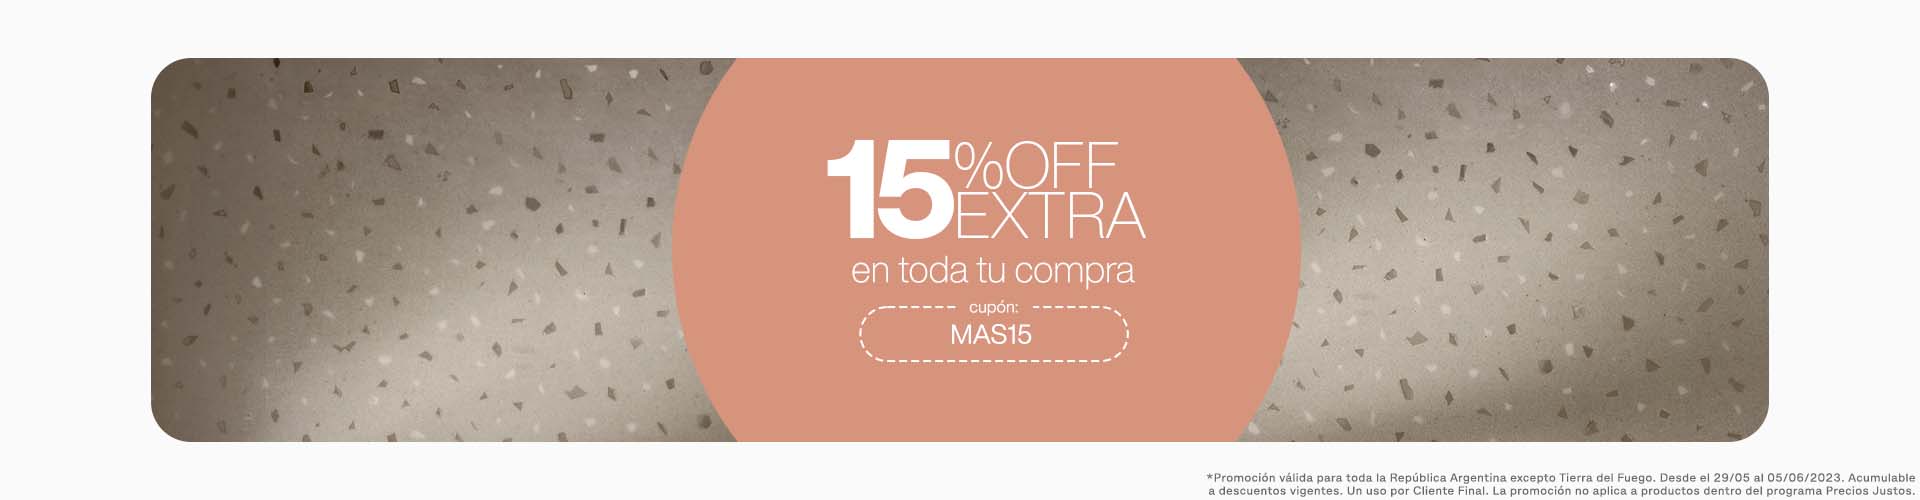 15%OFF
EXTRA
en toda tu compra
cupón:
MAS15
*Promoción válida para toda la República Argentina excepto Tierra del Fuego. Desde el 29/05 al 05/06/2023. Acumulable
a descuentos vigentes. Un uso por Cliente Final. La promoción no aplica a productos dentro del programa Precios Justos.